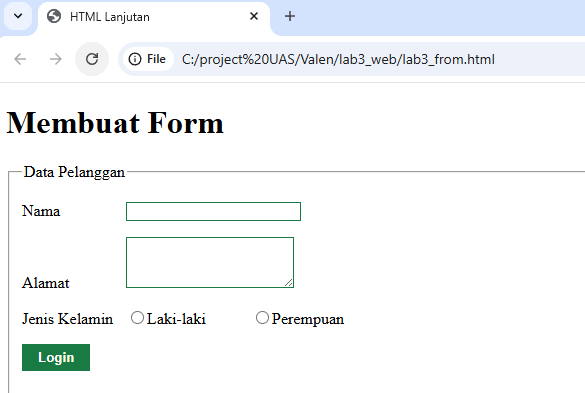 HTML Lanjutan
File C:/project%20UAS/Valen/lab3_web/lab3_from.html
Membuat Form
Data Pelanggan
Nama
Alamat
Jenis Kelamin Laki-laki Perempuan
Login